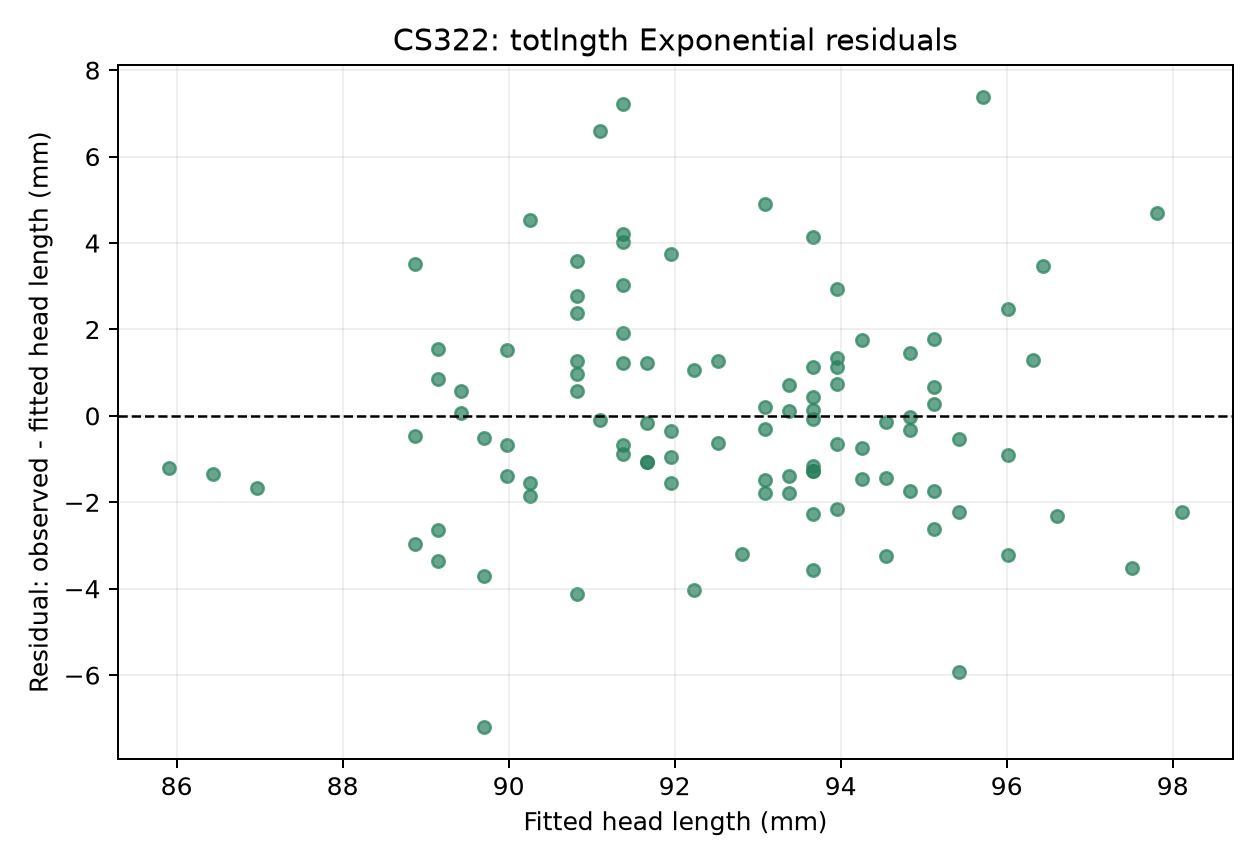 CS322: totlngth Exponential residuals
Residual: observed - fitted head length (mm)
8
6
4
2
0
−2
−4
−6
86 88 90 92 94 96 98
Fitted head length (mm)